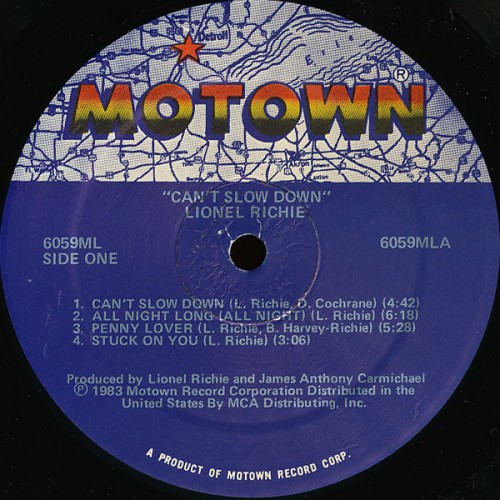 Detroit
Erie
MOTOWN®
Akron
"CAN'T SLOW DOWN"
LIONEL RICHIE
6059ML
6059MLA
SIDE ONE
1. CAN'T SLOW DOWN (L. Richie, D. Cochrane) (4:42)
2. ALL NIGHT LONG (ALL NIGHT) (L. Richie) (6:18)
3. PENNY LOVER (L. Richie, B. Harvey-Richie) (5:28)
4. STUCK ON YOU (L. Richie) (3:06)
Produced by Lionel Richie and James Anthony Carmichael
Ⓟ 1983 Motown Record Corporation Distributed in the
United States By MCA Distributing, Inc.
A PRODUCT OF MOTOWN RECORD CORP.